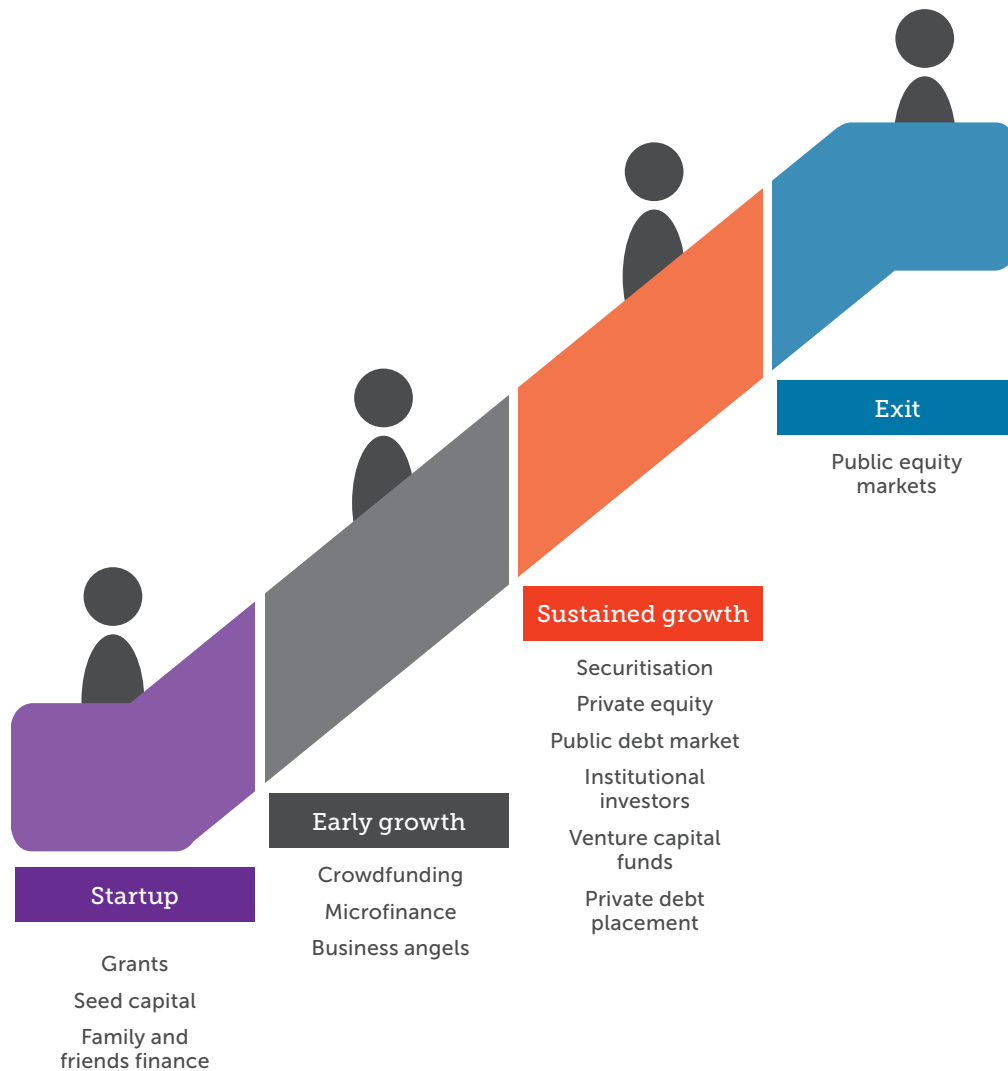 Startup
Grants
Seed capital
Family and
friends finance
Early growth
Crowdfunding
Microfinance
Business angels
Sustained growth
Securitisation
Private equity
Public debt market
Institutional
investors
Venture capital
funds
Private debt
placement
Exit
Public equity
markets